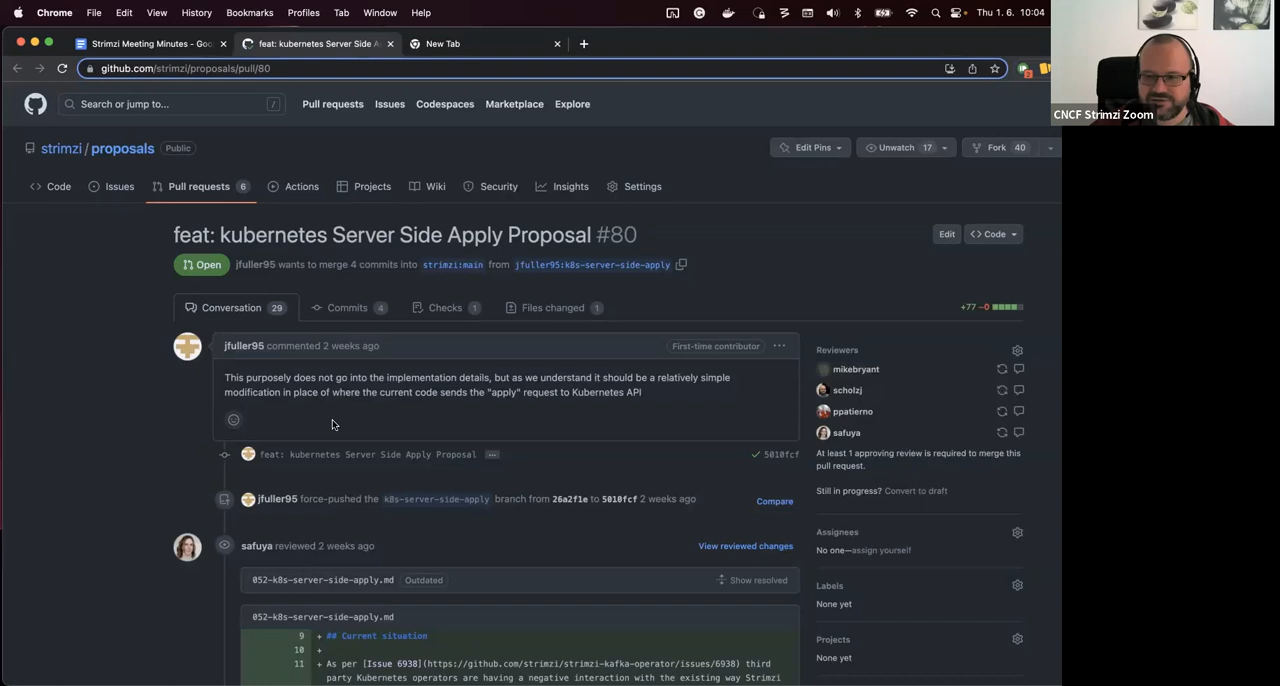 Chrome File Edit View History Bookmarks Profiles Tab Window Help Thu 1. 6. 10:04
Strimzi Meeting Minutes - Goo feat: kubernetes Server Side A New Tab
github.com/strimzi/proposals/pull/80
CNCF Strimzi Zoom
Search or jump to... / Pull requests Issues Codespaces Marketplace Explore
strimzi / proposals Public Edit Pins Unwatch 17 Fork 40
Code Issues Pull requests 6 Actions Projects Wiki Security Insights Settings
feat: kubernetes Server Side Apply Proposal #80 Edit Code
Open jfuller95 wants to merge 4 commits into strimzi:main from jfuller95:k8s-server-side-apply
Conversation 29 Commits 4 Checks 1 Files changed 1 +77 −0
jfuller95 commented 2 weeks ago First-time contributor ...
This purposely does not go into the implementation details, but as we understand it should be a relatively simple
modification in place of where the current code sends the "apply" request to Kubernetes API
feat: kubernetes Server Side Apply Proposal ... 5010fcf
jfuller95 force-pushed the k8s-server-side-apply branch from 26a2f1e to 5010fcf 2 weeks ago Compare
safuya reviewed 2 weeks ago View reviewed changes
052-k8s-server-side-apply.md Outdated Show resolved
052-k8s-server-side-apply.md
9 + ## Current situation
10 +
11 + As per [Issue 6938](https://github.com/strimzi/strimzi-kafka-operator/issues/6938) third
party Kubernetes operators are having a negative interaction with the existing way Strimzi
Reviewers
mikebryant
scholzj
ppatierno
safuya
At least 1 approving review is required to merge this
pull request.
Still in progress? Convert to draft
Assignees
No one—assign yourself
Labels
None yet
Projects
None yet